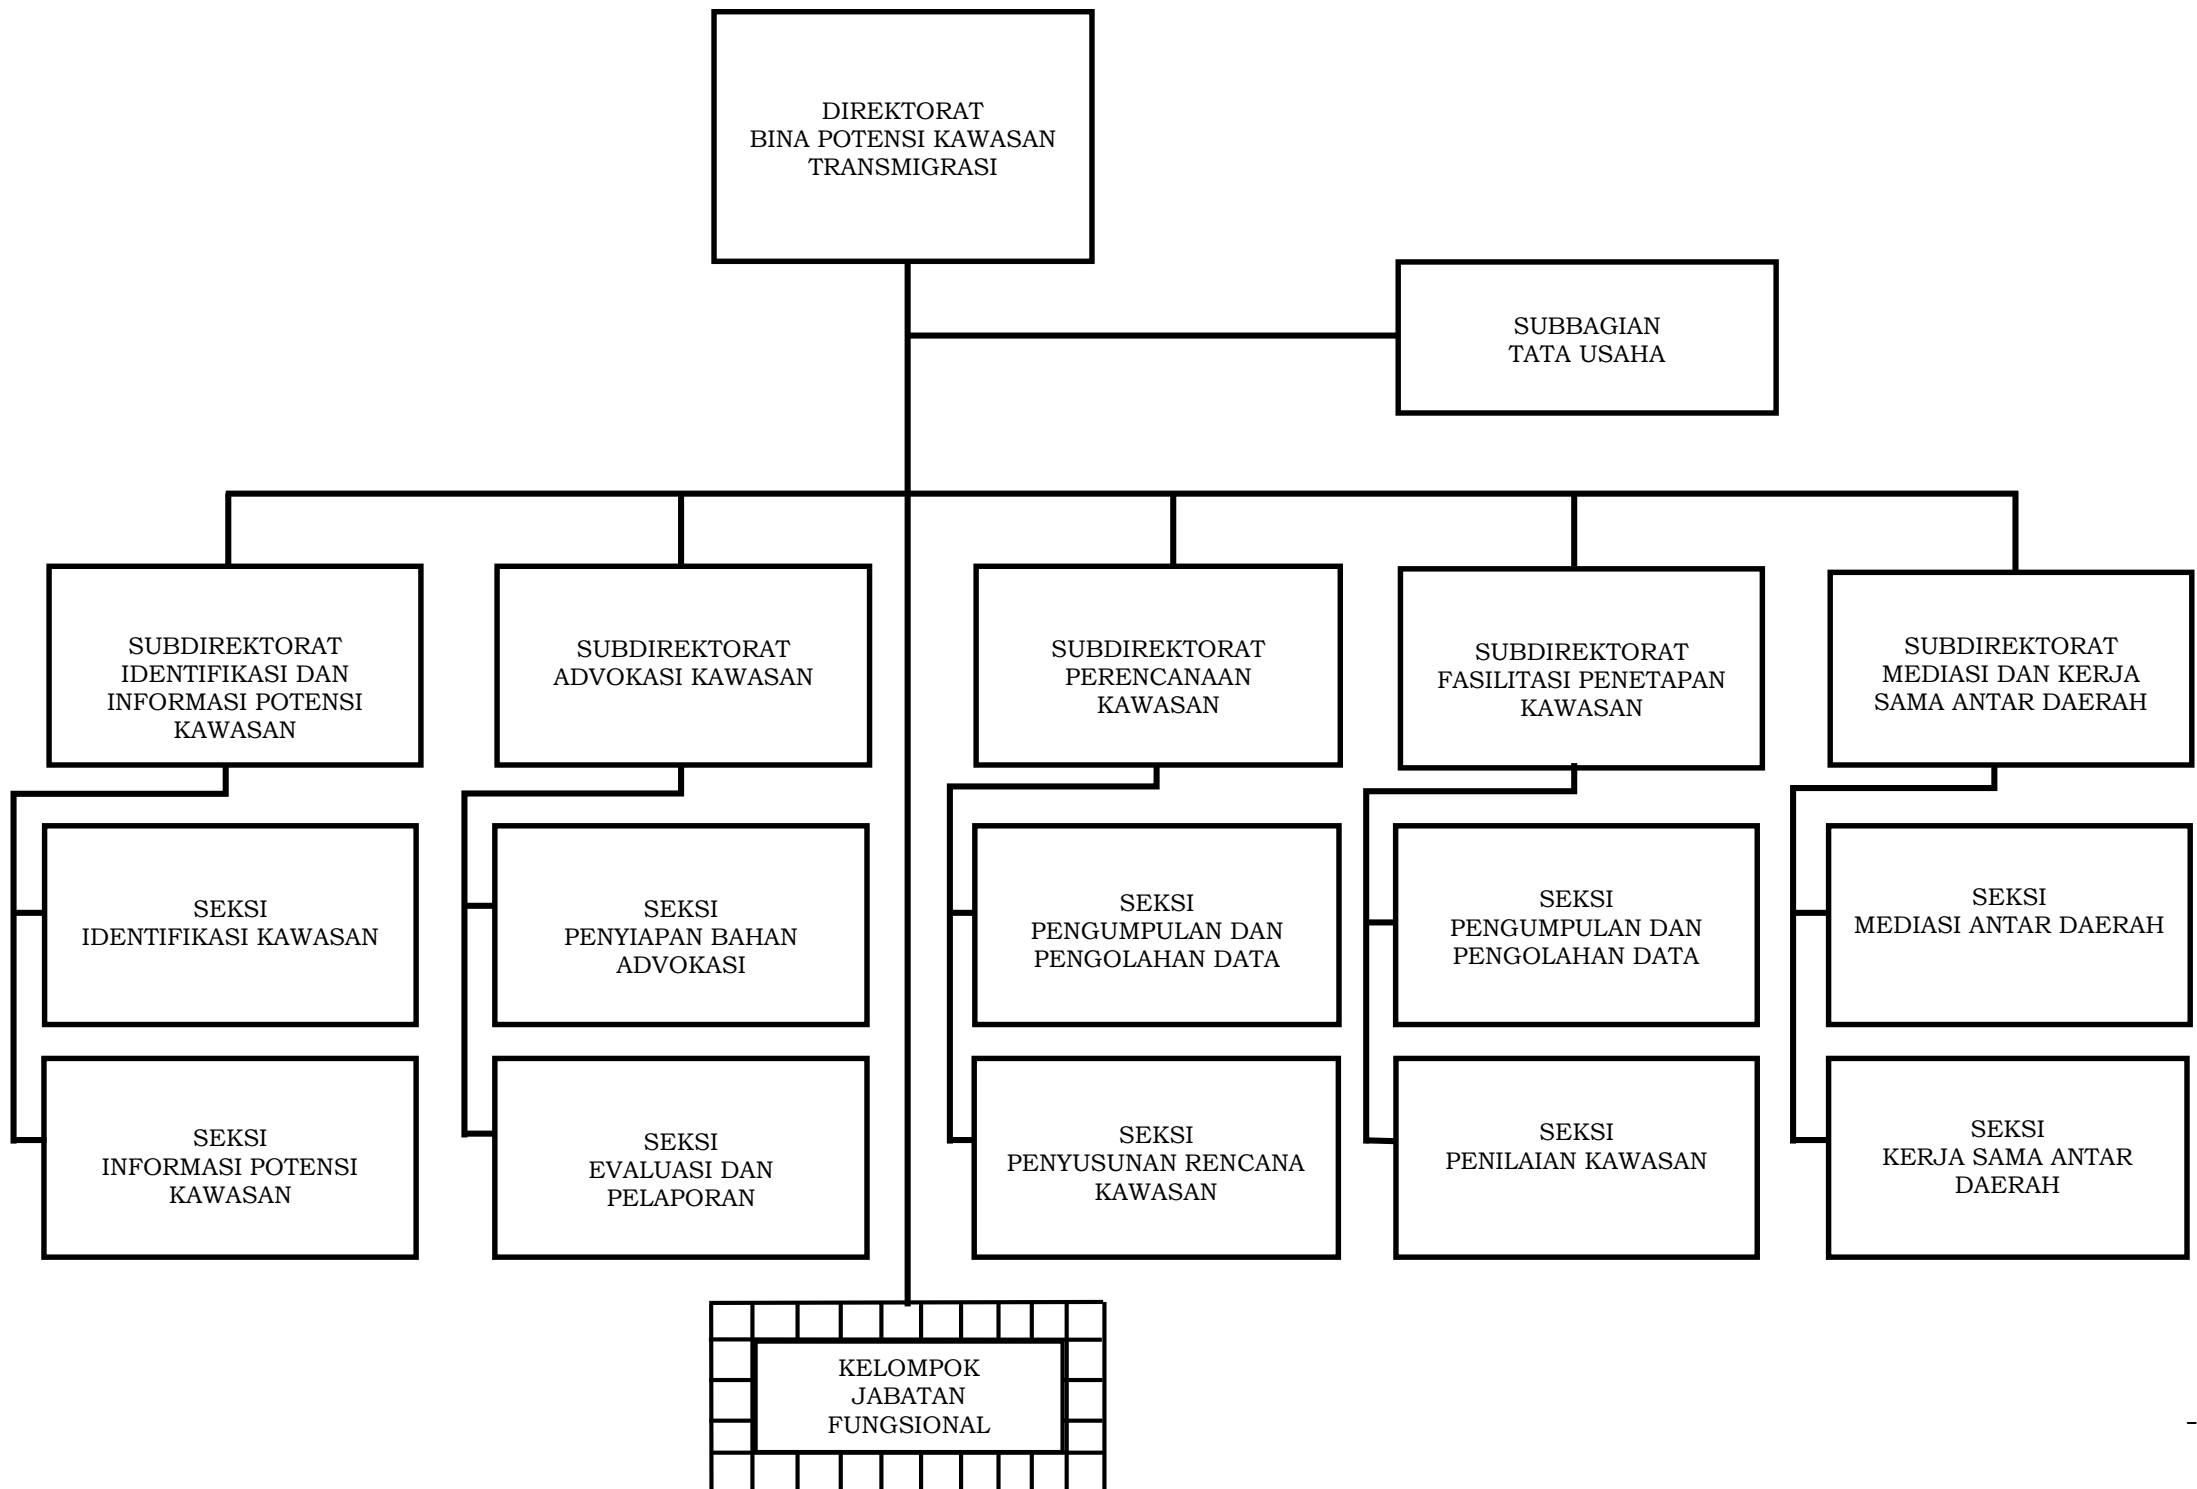 DIREKTORAT
BINA POTENSI KAWASAN
TRANSMIGRASI
SUBBAGIAN
TATA USAHA
SUBDIREKTORAT
IDENTIFIKASI DAN
INFORMASI POTENSI
KAWASAN
SUBDIREKTORAT
ADVOKASI KAWASAN
SUBDIREKTORAT
PERENCANAAN
KAWASAN
SUBDIREKTORAT
FASILITASI PENETAPAN
KAWASAN
SUBDIREKTORAT
MEDIASI DAN KERJA
SAMA ANTAR DAERAH
SEKSI
IDENTIFIKASI KAWASAN
SEKSI
PENYIAPAN BAHAN
ADVOKASI
SEKSI
PENGUMPULAN DAN
PENGOLAHAN DATA
SEKSI
PENGUMPULAN DAN
PENGOLAHAN DATA
SEKSI
MEDIASI ANTAR DAERAH
SEKSI
INFORMASI POTENSI
KAWASAN
SEKSI
EVALUASI DAN
PELAPORAN
SEKSI
PENYUSUNAN RENCANA
KAWASAN
SEKSI
PENILAIAN KAWASAN
SEKSI
KERJA SAMA ANTAR
DAERAH
KELOMPOK
JABATAN
FUNGSIONAL
-